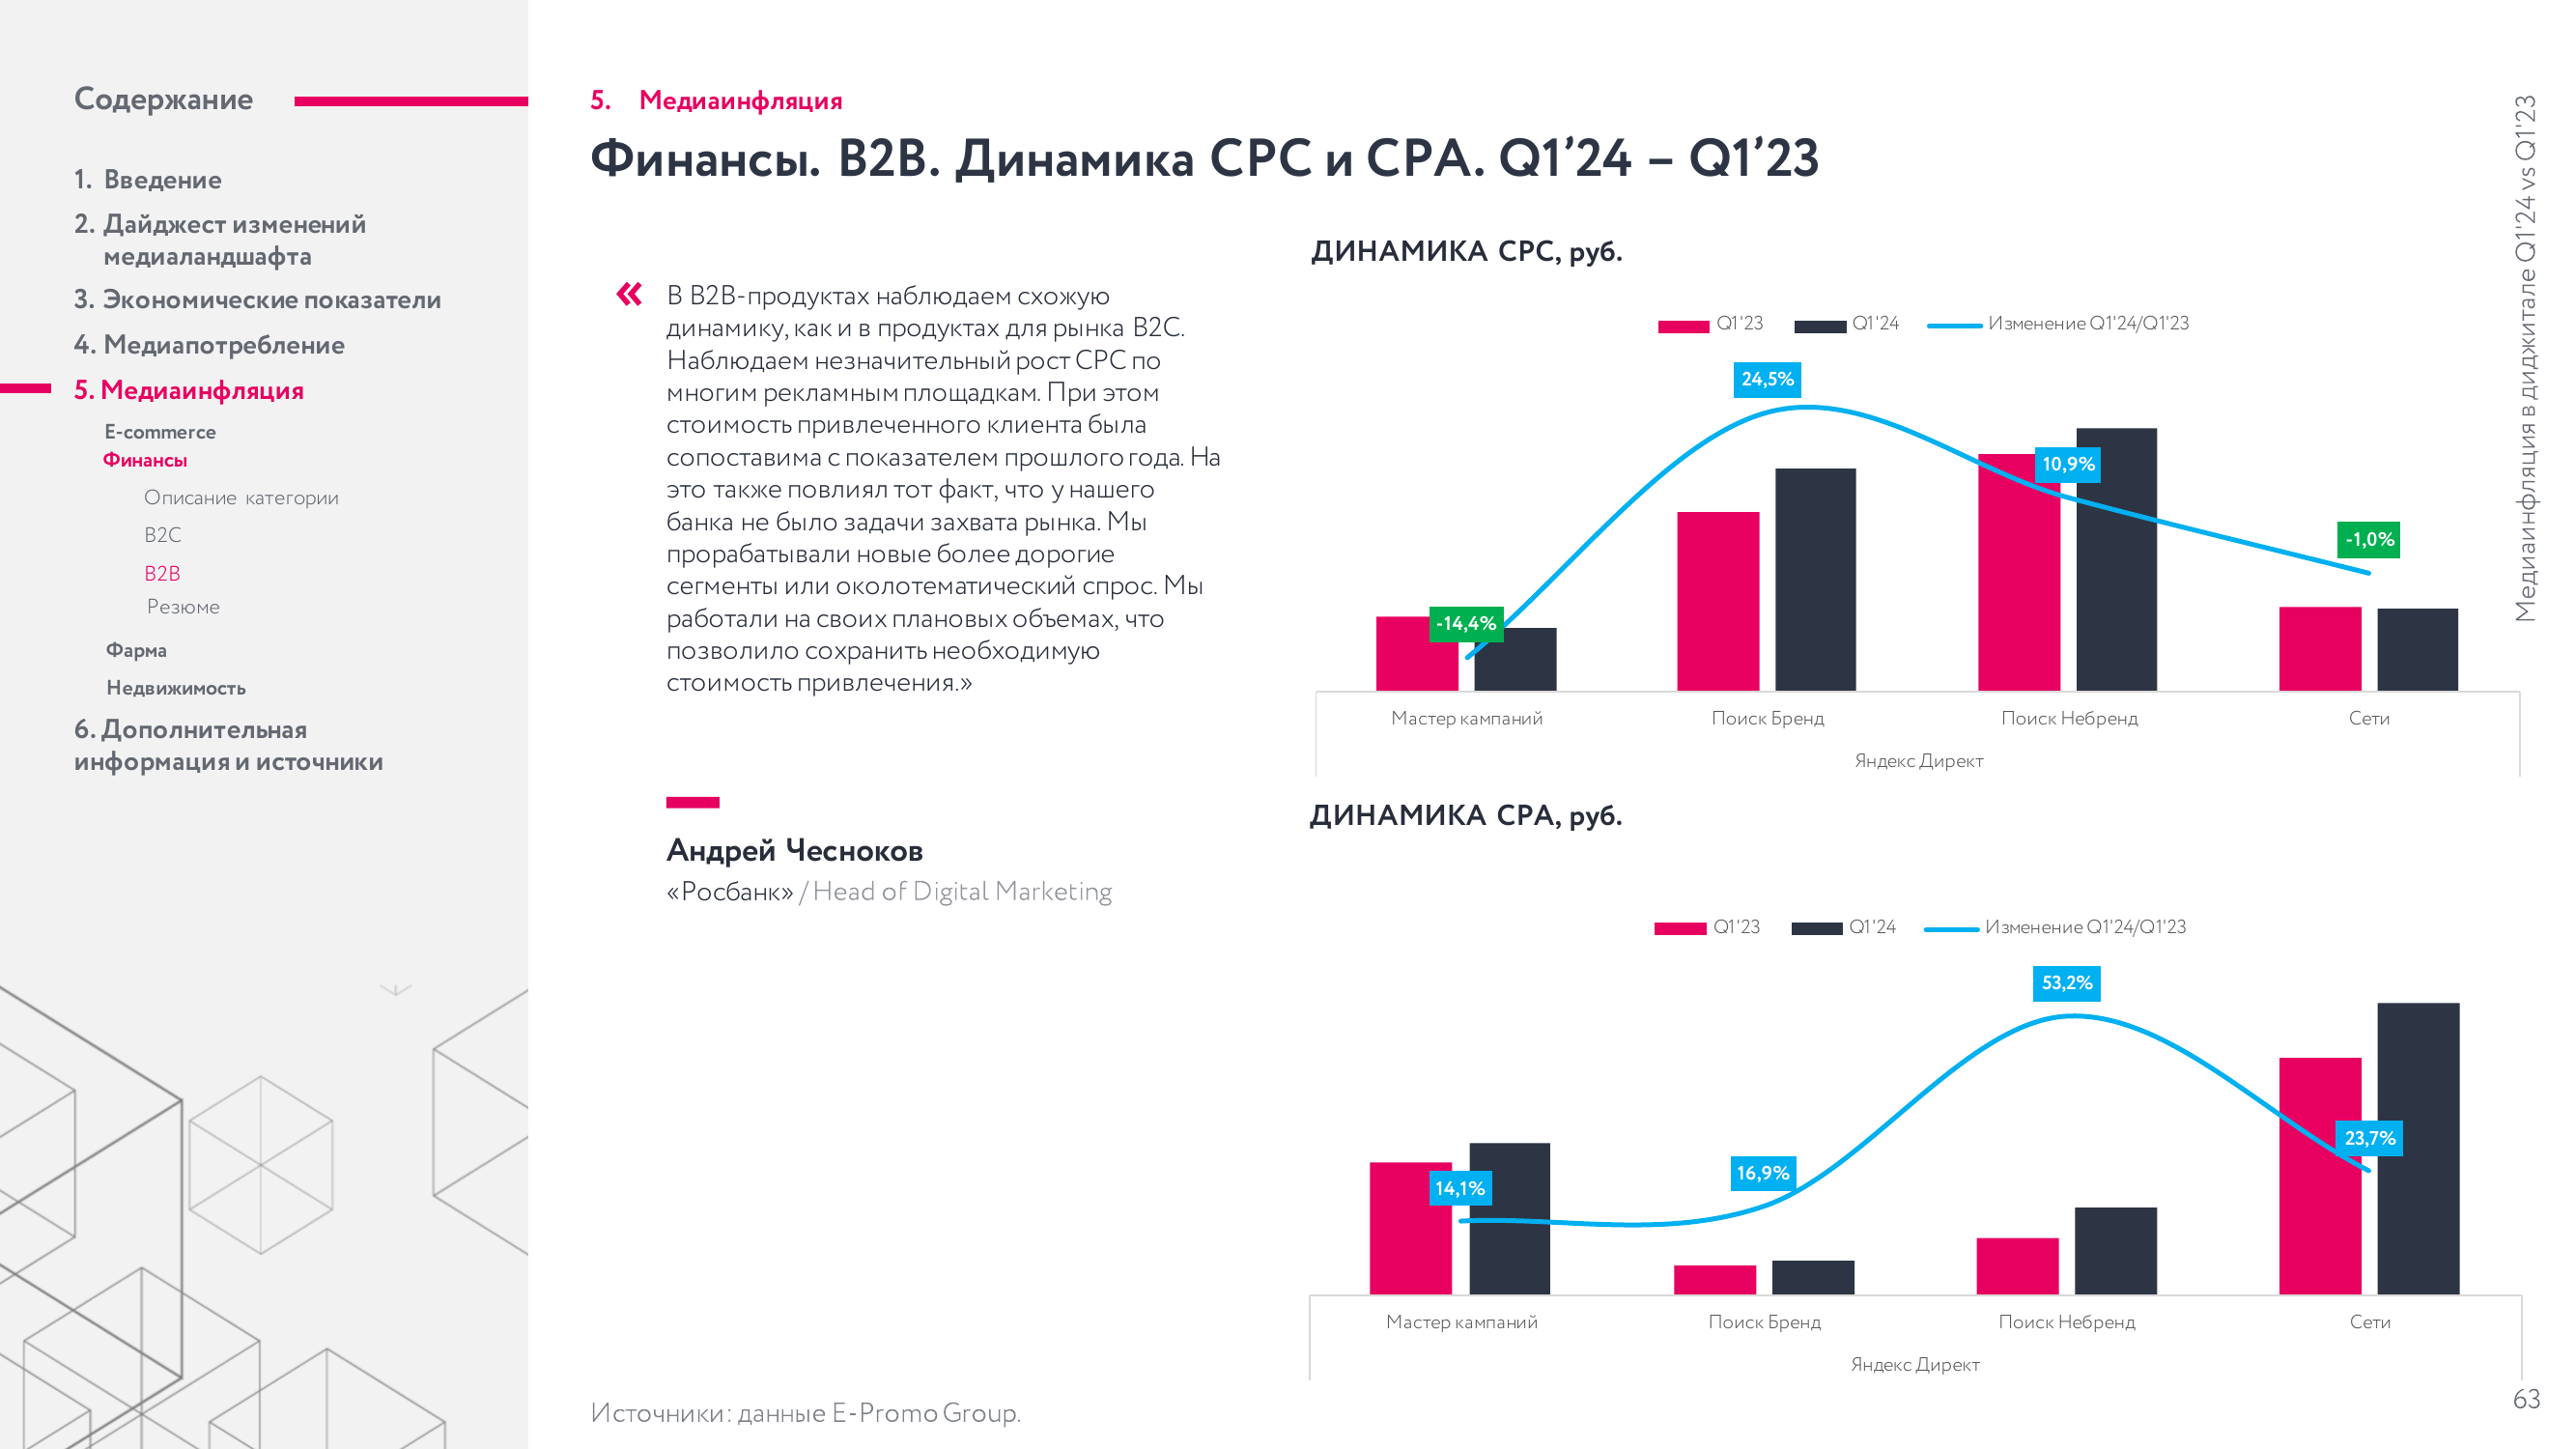 Содержание
1. Введение
2. Дайджест изменений
медиаландшафта
3. Экономические показатели
4. Медиапотребление
5. Медиаинфляция
E-commerce
Финансы
Описание категории
B2C
B2B
Резюме
Фарма
Недвижимость
6. Дополнительная
информация и источники
5. Медиаинфляция
Финансы. B2B. Динамика CPC и CPA. Q1’24 – Q1’23
«
В B2B-продуктах наблюдаем схожую
динамику, как и в продуктах для рынка B2C.
Наблюдаем незначительный рост CPC по
многим рекламным площадкам. При этом
стоимость привлеченного клиента была
сопоставима с показателем прошлого года. На
это также повлиял тот факт, что у нашего
банка не было задачи захвата рынка. Мы
прорабатывали новые более дорогие
сегменты или околотематический спрос. Мы
работали на своих плановых объемах, что
позволило сохранить необходимую
стоимость привлечения.»
Андрей Чесноков
«Росбанк» / Head of Digital Marketing
ДИНАМИКА CPC, руб.
Q1'23 Q1'24 Изменение Q1'24/Q1'23
24,5%
10,9%
-1,0%
-14,4%
Мастер кампаний Поиск Бренд Поиск Небренд Сети
Яндекс Директ
ДИНАМИКА CPA, руб.
Q1'23 Q1'24 Изменение Q1'24/Q1'23
53,2%
23,7%
16,9%
14,1%
Мастер кампаний Поиск Бренд Поиск Небренд Сети
Яндекс Директ
Источники: данные E-Promo Group.
Медиаинфляция в диджитале Q1'24 vs Q1'23
63